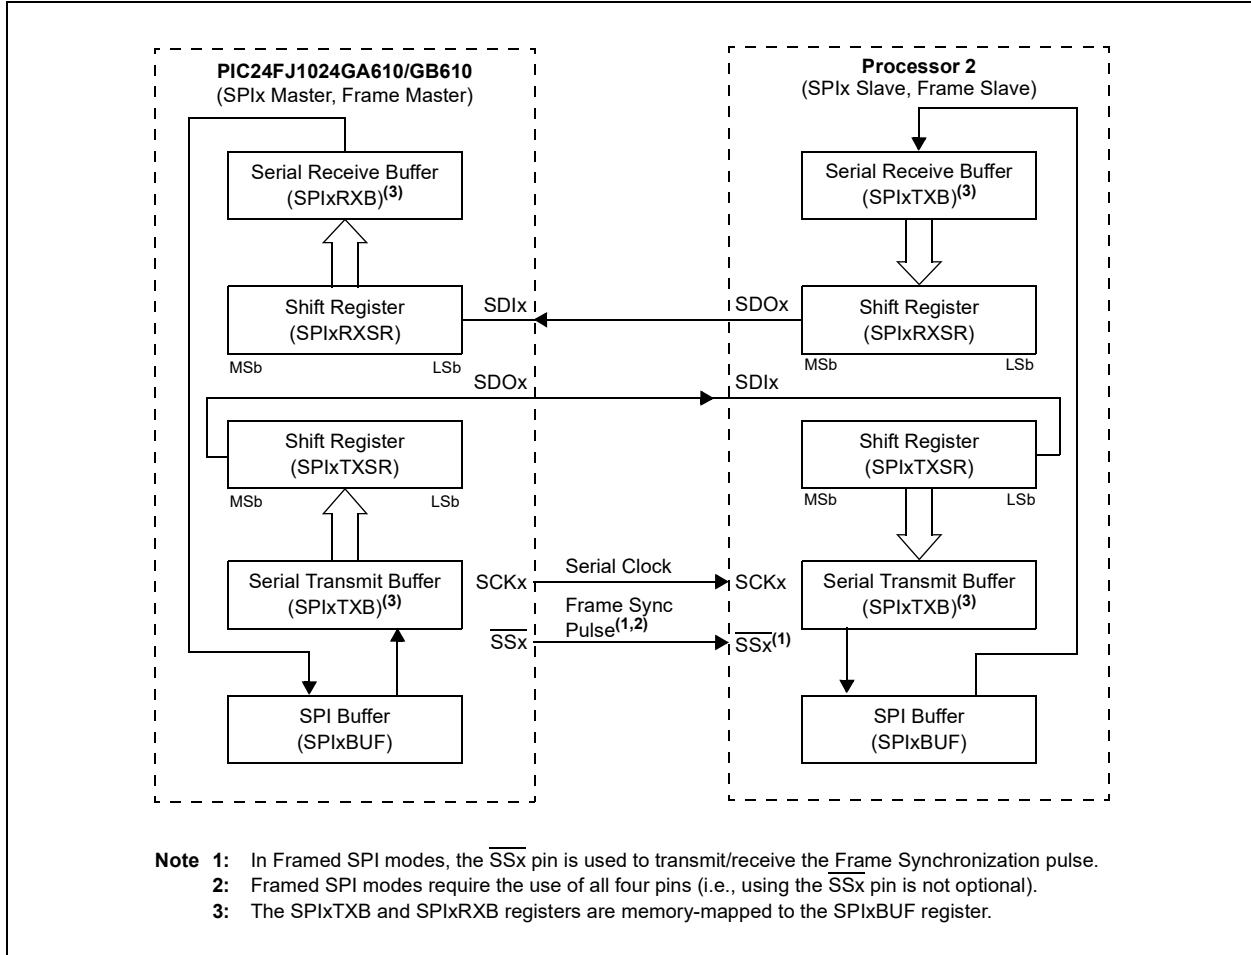 PIC24FJ1024GA610/GB610
(SPIx Master, Frame Master)
Serial Receive Buffer
(SPIxRXB)(3)
Shift Register
(SPIxRXSR)
MSb
LSb
SDIx
SDOx
Shift Register
(SPIxTXSR)
MSb
LSb
Serial Transmit Buffer
(SPIxTXB)(3)
SCKx
SSx
SPI Buffer
(SPIxBUF)
Serial Clock
Frame Sync
Pulse(1,2)
Processor 2
(SPIx Slave, Frame Slave)
Serial Receive Buffer
(SPIxTXB)(3)
SDOx
Shift Register
(SPIxRXSR)
MSb
LSb
SDIx
Shift Register
(SPIxTXSR)
MSb
LSb
SCKx
Serial Transmit Buffer
(SPIxTXB)(3)
SSx(1)
SPI Buffer
(SPIxBUF)
Note 1: In Framed SPI modes, the SSx pin is used to transmit/receive the Frame Synchronization pulse.
2: Framed SPI modes require the use of all four pins (i.e., using the SSx pin is not optional).
3: The SPIxTXB and SPIxRXB registers are memory-mapped to the SPIxBUF register.